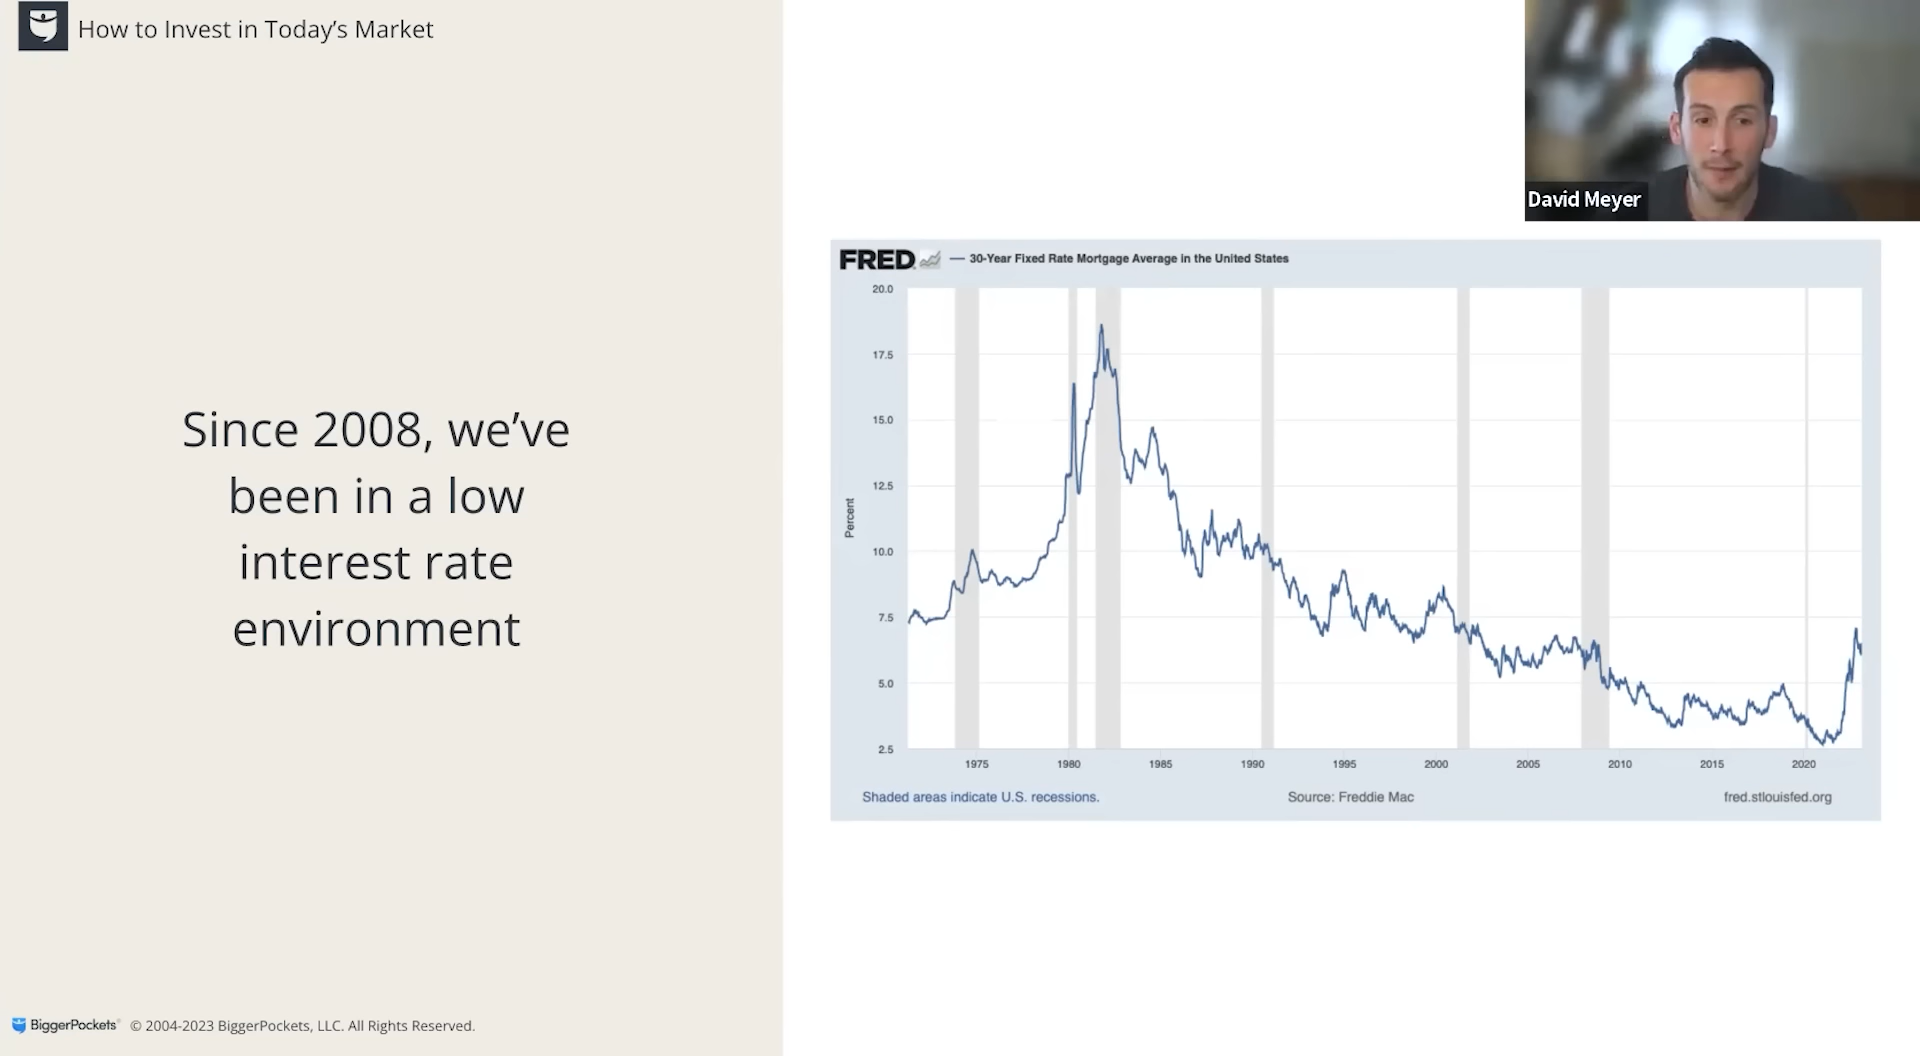 How to Invest in Today's Market
David Meyer
Since 2008, we've
been in a low
interest rate
environment
FRED — 30-Year Fixed Rate Mortgage Average in the United States
20.0
17.5
15.0
12.5
10.0
7.5
5.0
2.5
Percent
1975 1980 1985 1990 1995 2000 2005 2010 2015 2020
Shaded areas indicate U.S. recessions. Source: Freddie Mac fred.stlouisfed.org
BiggerPockets® © 2004-2023 BiggerPockets, LLC. All Rights Reserved.